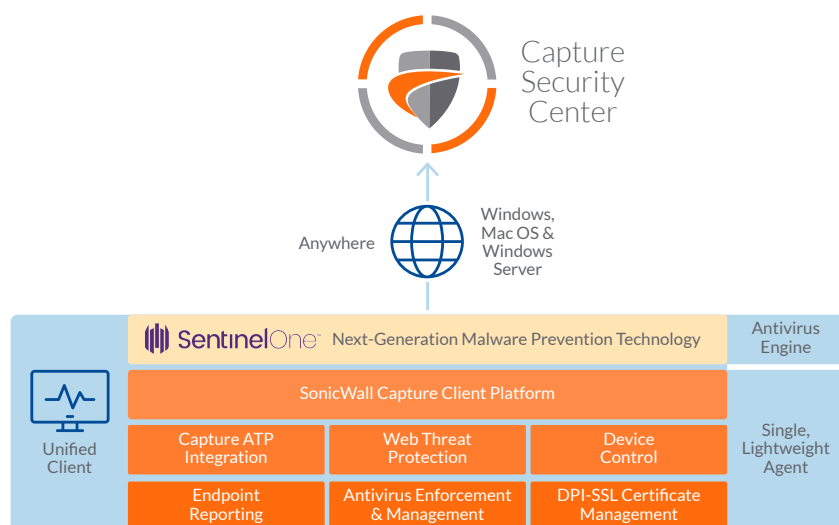 Capture
Security
Center
Anywhere
Windows,
Mac OS &
Windows
Server
SentinelOne™ Next-Generation Malware Prevention Technology
Antivirus
Engine
SonicWall Capture Client Platform
Unified
Client
Capture ATP
Integration
Web Threat
Protection
Device
Control
Single,
Lightweight
Agent
Endpoint
Reporting
Antivirus Enforcement
& Management
DPI-SSL Certificate
Management